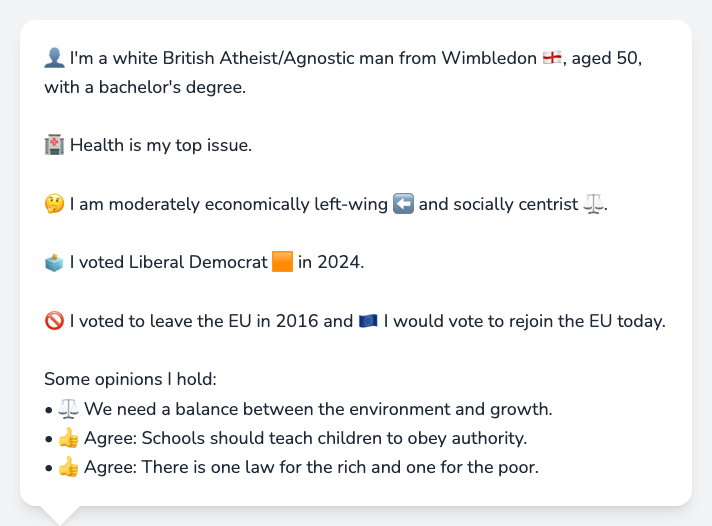 👤 I'm a white British Atheist/Agnostic man from Wimbledon 🏴󠁧󠁢󠁥󠁮󠁧󠁿, aged 50,
with a bachelor's degree.
🏥 Health is my top issue.
🤔 I am moderately economically left-wing ⬅️ and socially centrist ⚖️.
🗳️ I voted Liberal Democrat 🟧 in 2024.
🚫 I voted to leave the EU in 2016 and 🇪🇺 I would vote to rejoin the EU today.
Some opinions I hold:
• ⚖️ We need a balance between the environment and growth.
• 👍 Agree: Schools should teach children to obey authority.
• 👍 Agree: There is one law for the rich and one for the poor.